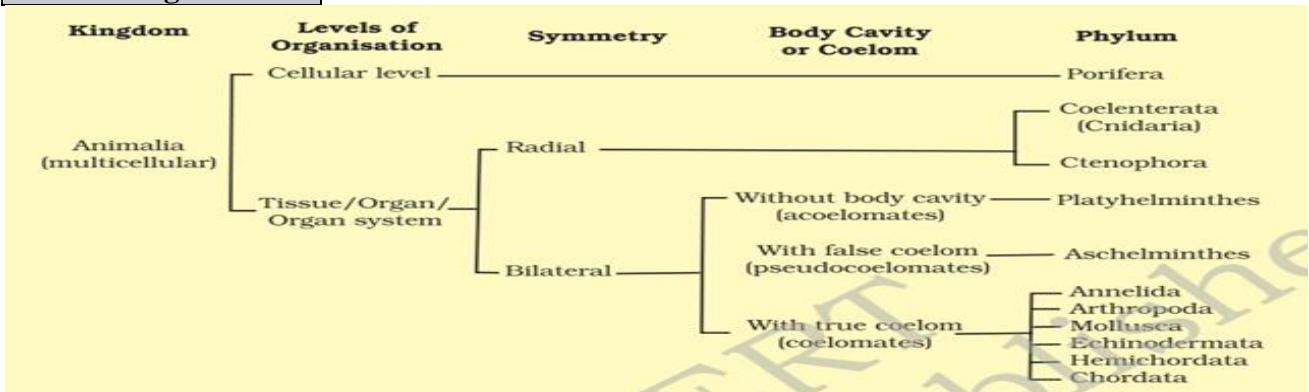 Kingdom
Levels of
Organisation
Symmetry
Body Cavity
or Coelom
Phylum
Cellular level
Porifera
Animalia
(multicellular)
Radial
Coelenterata
(Cnidaria)
Ctenophora
Tissue/Organ/
Organ system
Without body cavity
(acoelomates)
Platyhelminthes
Bilateral
With false coelom
(pseudocoelomates)
Aschelminthes
With true coelom
(coelomates)
Annelida
Arthropoda
Mollusca
Echinodermata
Hemichordata
Chordata